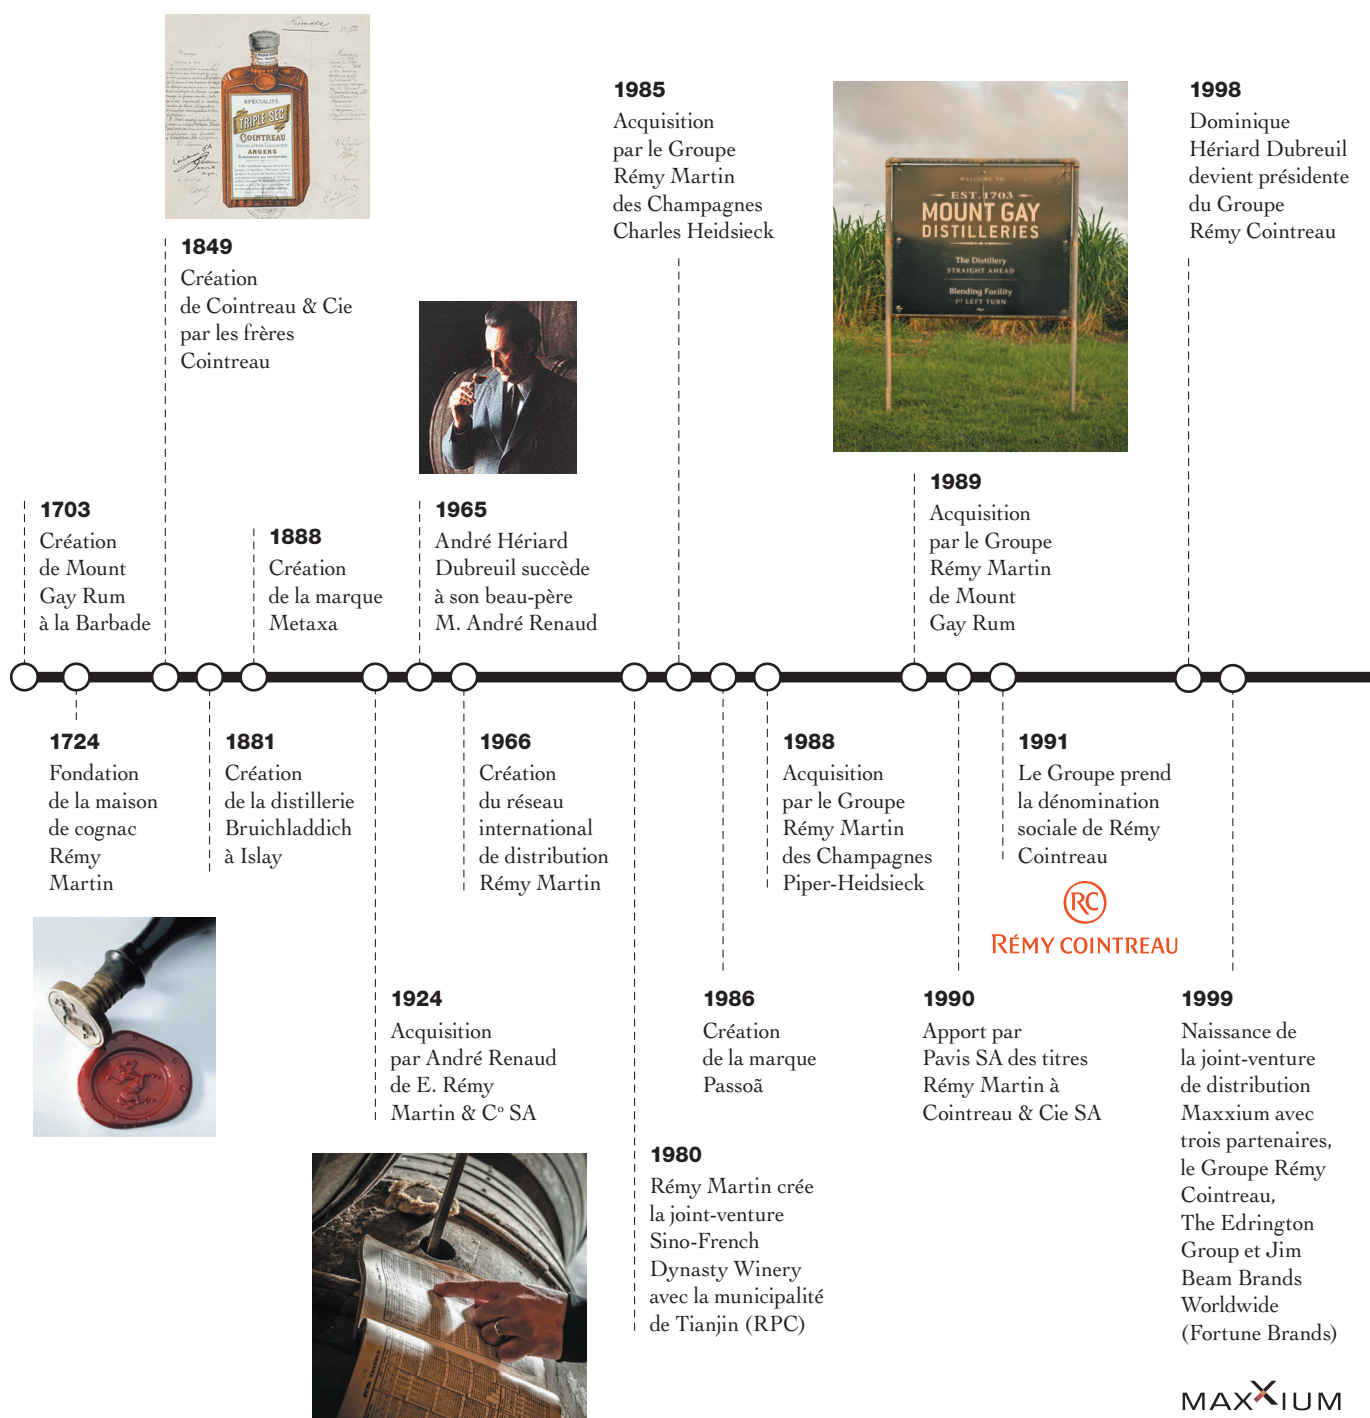 SPÉCIALITÉ
TRIPLE-SEC
COINTREAU
ANGERS
1849
Création
de Cointreau & Cie
par les frères
Cointreau
1985
Acquisition
par le Groupe
Rémy Martin
des Champagnes
Charles Heidsieck
WELCOME TO
EST. 1703
MOUNT GAY
DISTILLERIES
The Distillery
STRAIGHT AHEAD
Blending Facility
1ST LEFT TURN
1998
Dominique
Hériard Dubreuil
devient présidente
du Groupe
Rémy Cointreau
1703
Création
de Mount
Gay Rum
à la Barbade
1888
Création
de la marque
Metaxa
1965
André Hériard
Dubreuil succède
à son beau-père
M. André Renaud
1989
Acquisition
par le Groupe
Rémy Martin
de Mount
Gay Rum
1724
Fondation
de la maison
de cognac
Rémy
Martin
1881
Création
de la distillerie
Bruichladdich
à Islay
1966
Création
du réseau
international
de distribution
Rémy Martin
1988
Acquisition
par le Groupe
Rémy Martin
des Champagnes
Piper-Heidsieck
1991
Le Groupe prend
la dénomination
sociale de Rémy
Cointreau
RC
RÉMY COINTREAU
1924
Acquisition
par André Renaud
de E. Rémy
Martin & Cº SA
1986
Création
de la marque
Passoã
1990
Apport par
Pavis SA des titres
Rémy Martin à
Cointreau & Cie SA
1999
Naissance de
la joint-venture
de distribution
Maxxium avec
trois partenaires,
le Groupe Rémy
Cointreau,
The Edrington
Group et Jim
Beam Brands
Worldwide
(Fortune Brands)
1980
Rémy Martin crée
la joint-venture
Sino-French
Dynasty Winery
avec la municipalité
de Tianjin (RPC)
MAXXIUM